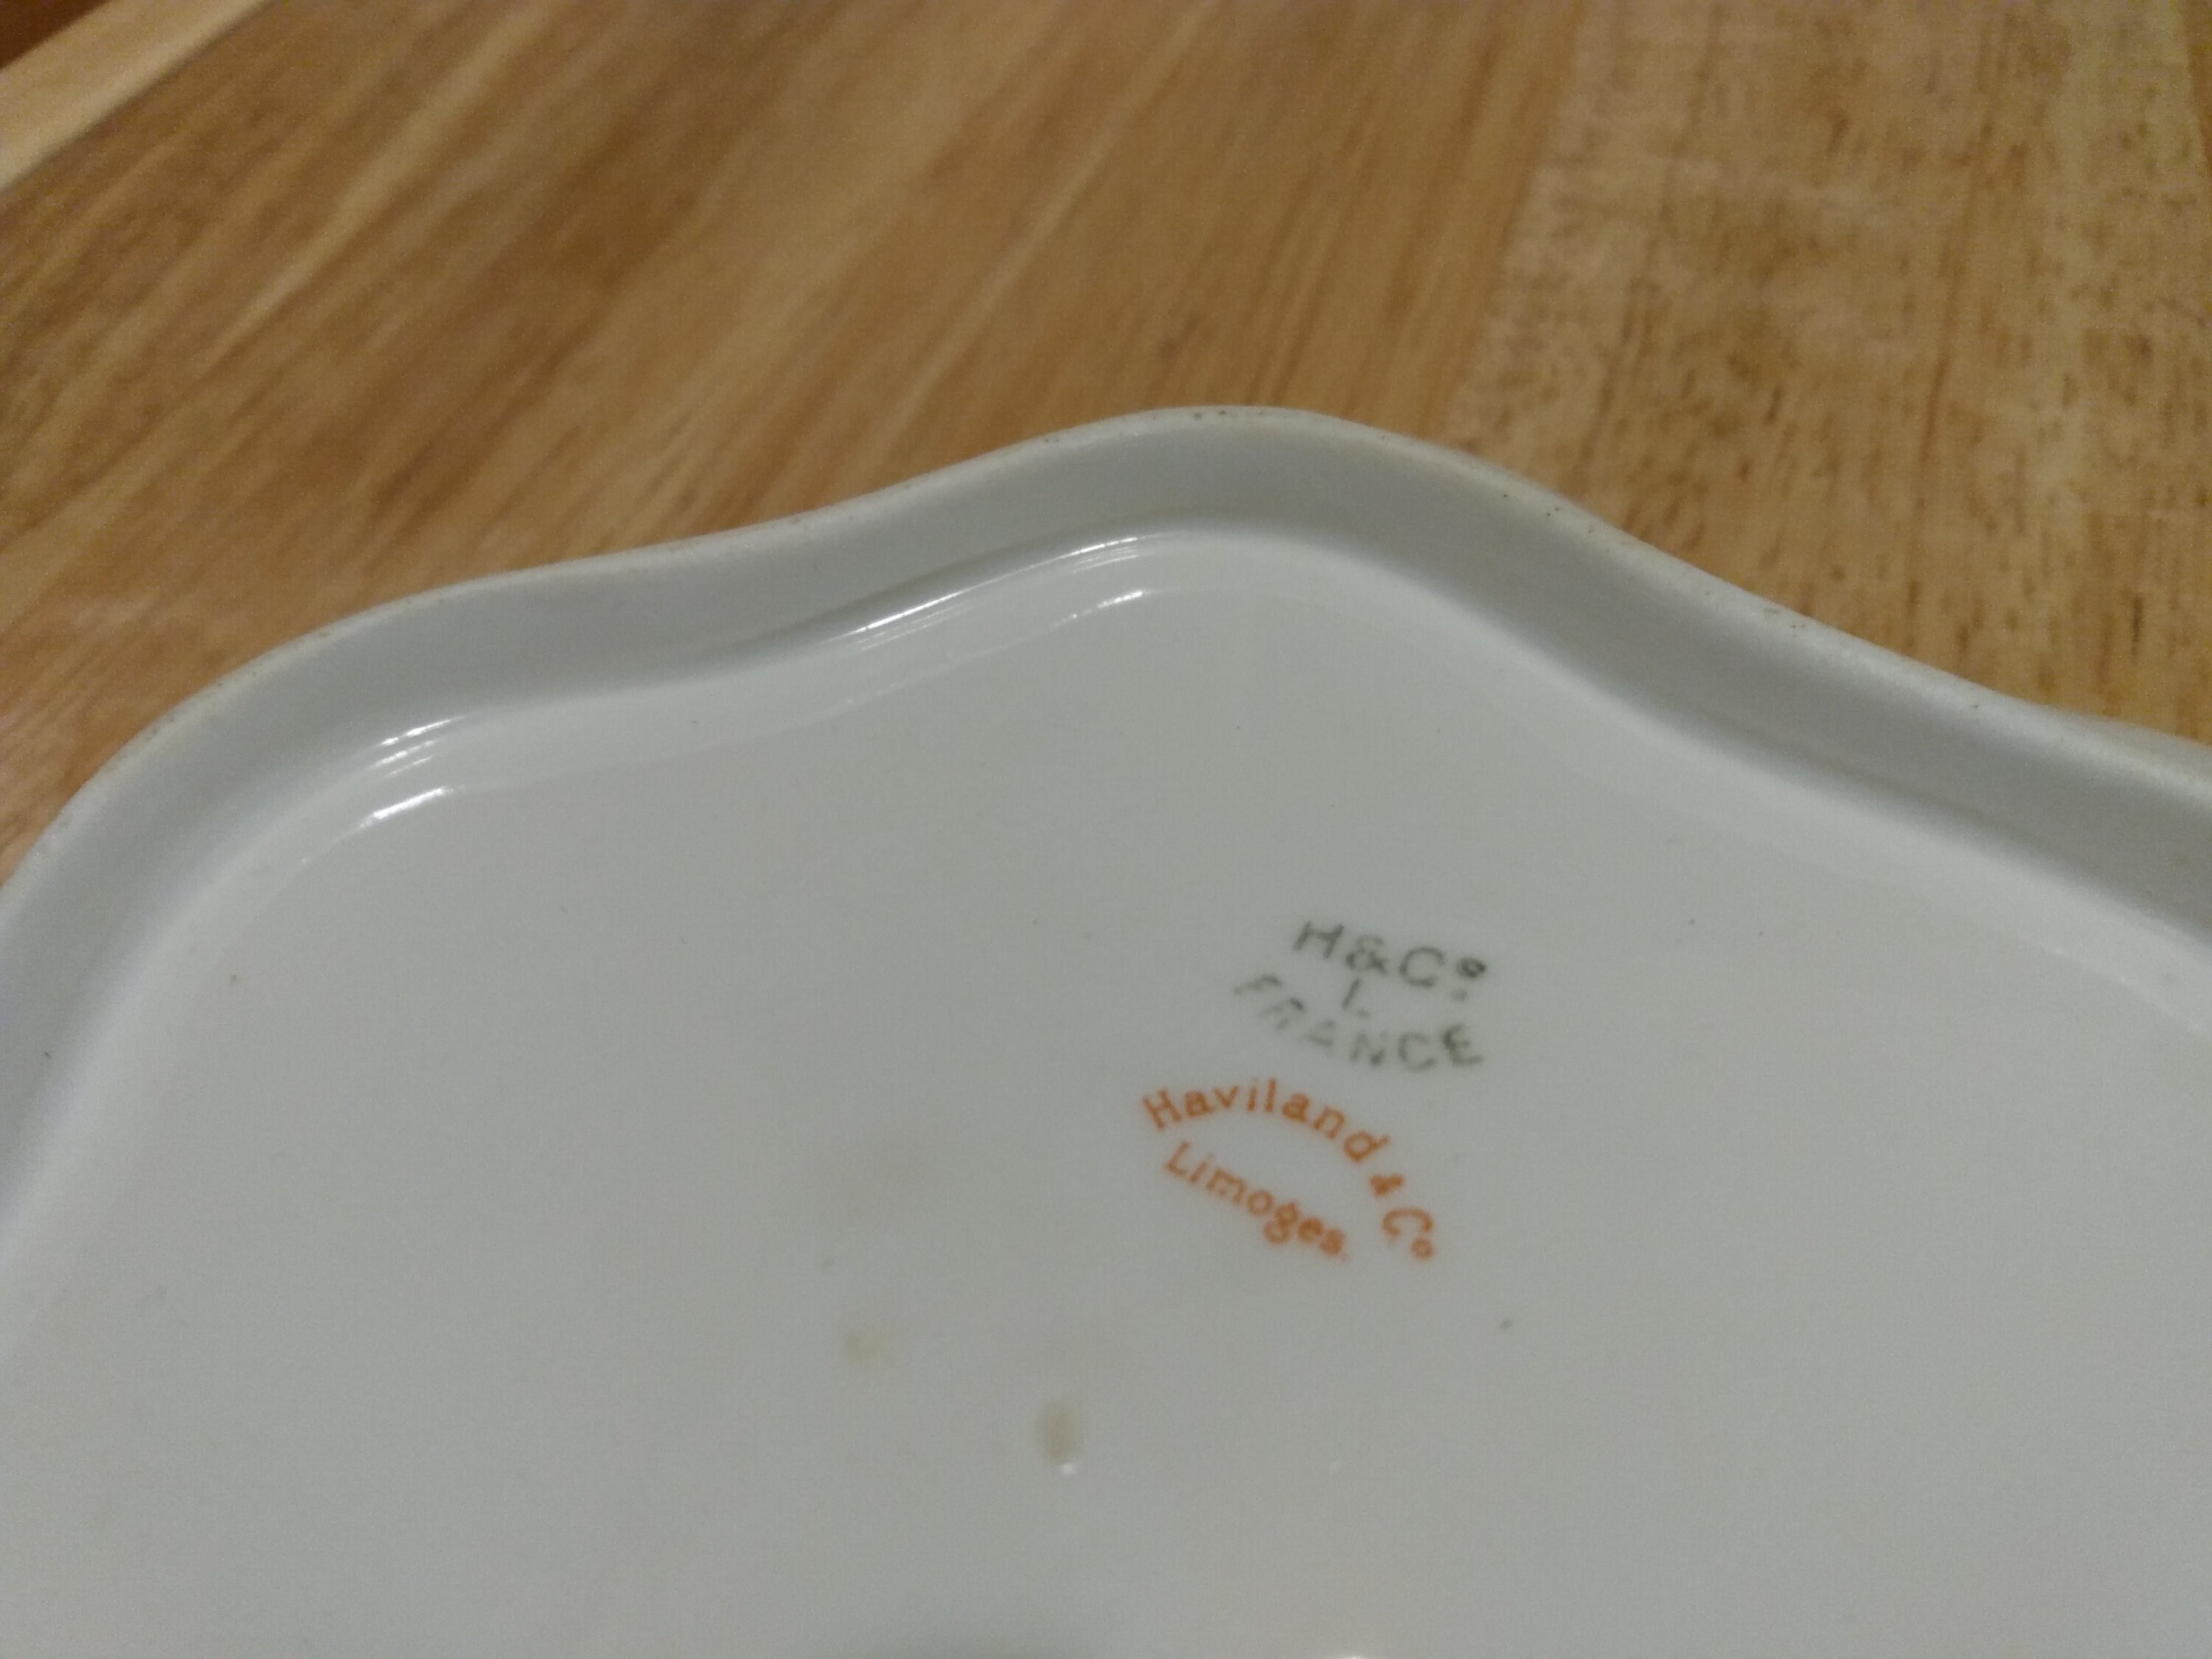 H&Co
L
FRANCE
Haviland & Co
Limoges.